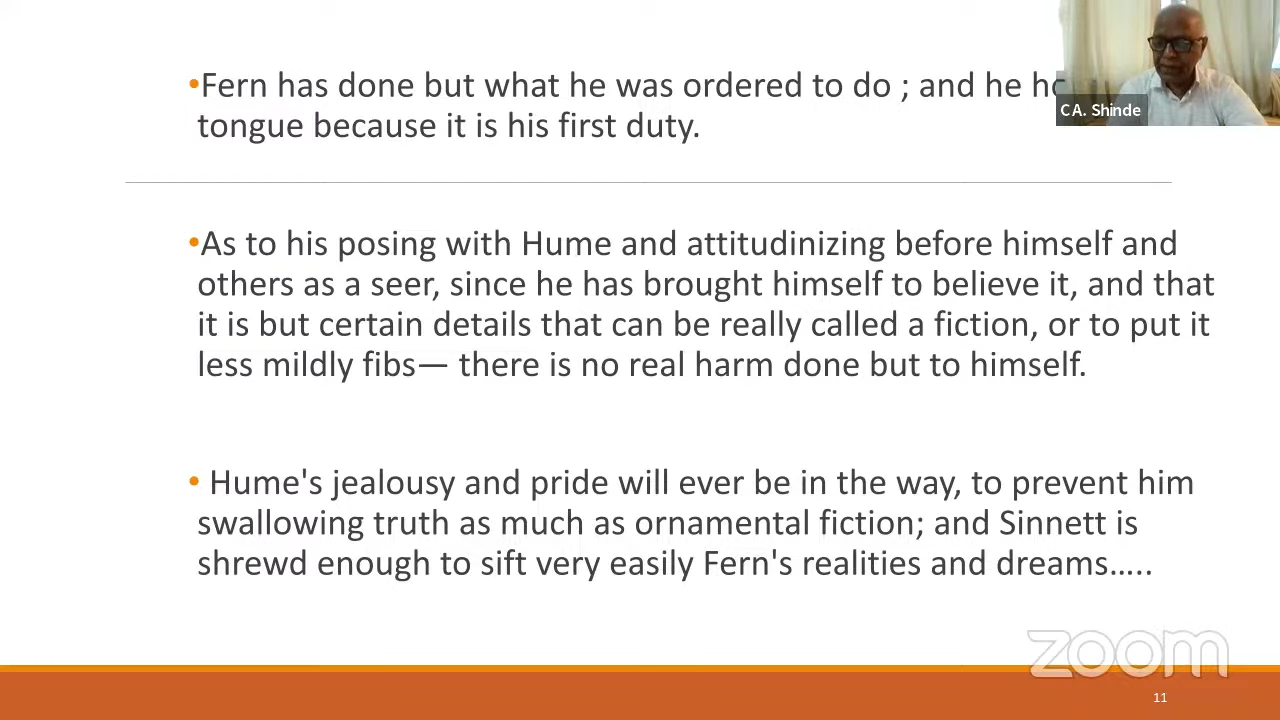 •Fern has done but what he was ordered to do ; and he
tongue because it is his first duty.
C A. Shinde
•As to his posing with Hume and attitudinizing before himself and
others as a seer, since he has brought himself to believe it, and that
it is but certain details that can be really called a fiction, or to put it
less mildly fibs— there is no real harm done but to himself.
• Hume's jealousy and pride will ever be in the way, to prevent him
swallowing truth as much as ornamental fiction; and Sinnett is
shrewd enough to sift very easily Fern's realities and dreams…..
zoom
11